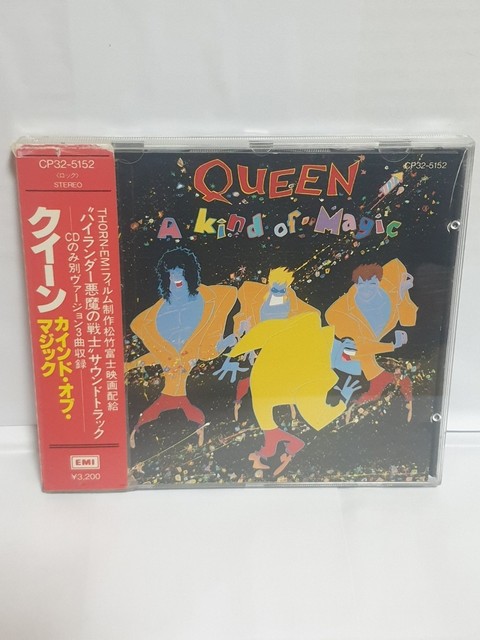 CP32-5152
〈ロック〉
STEREO
THORN-EMIフィルム制作松竹富士映画配給
“ハイランダー悪魔の戦士”サウンドトラック
CDのみ別ヴァージョン3曲収録
クイーン
カインド・オブ・
マジック
EMI
¥3,200
CP32-5152
QUEEN
A kind of Magic